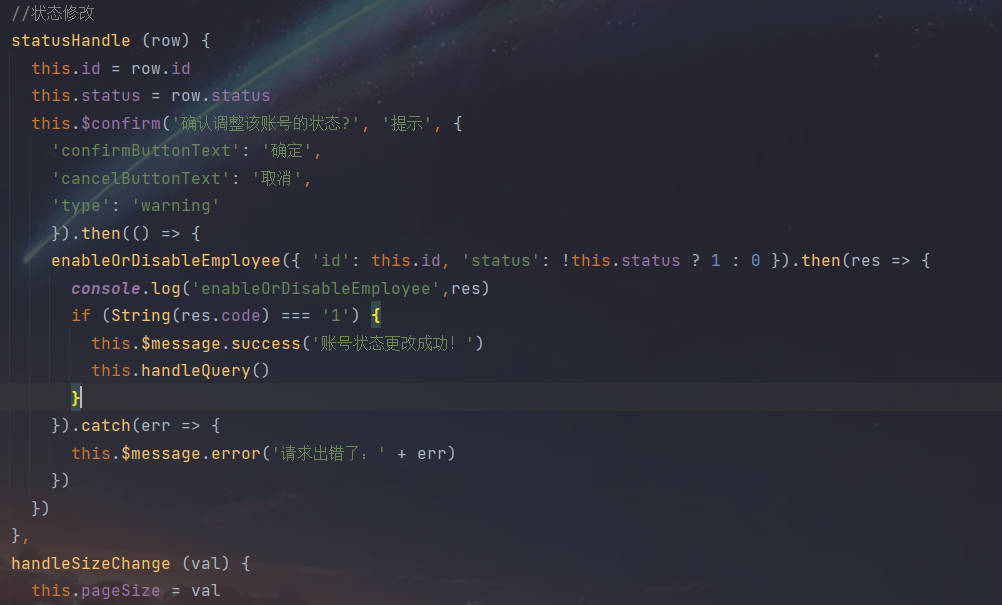 //状态修改
statusHandle (row) {
this.id = row.id
this.status = row.status
this.$confirm('确认调整该账号的状态?', '提示', {
'confirmButtonText': '确定',
'cancelButtonText': '取消',
'type': 'warning'
}).then(() => {
enableOrDisableEmployee({ 'id': this.id, 'status': !this.status ? 1 : 0 }).then(res => {
console.log('enableOrDisableEmployee',res)
if (String(res.code) === '1') {
this.$message.success('账号状态更改成功！')
this.handleQuery()
}
}).catch(err => {
this.$message.error('请求出错了：' + err)
})
})
},
handleSizeChange (val) {
this.pageSize = val